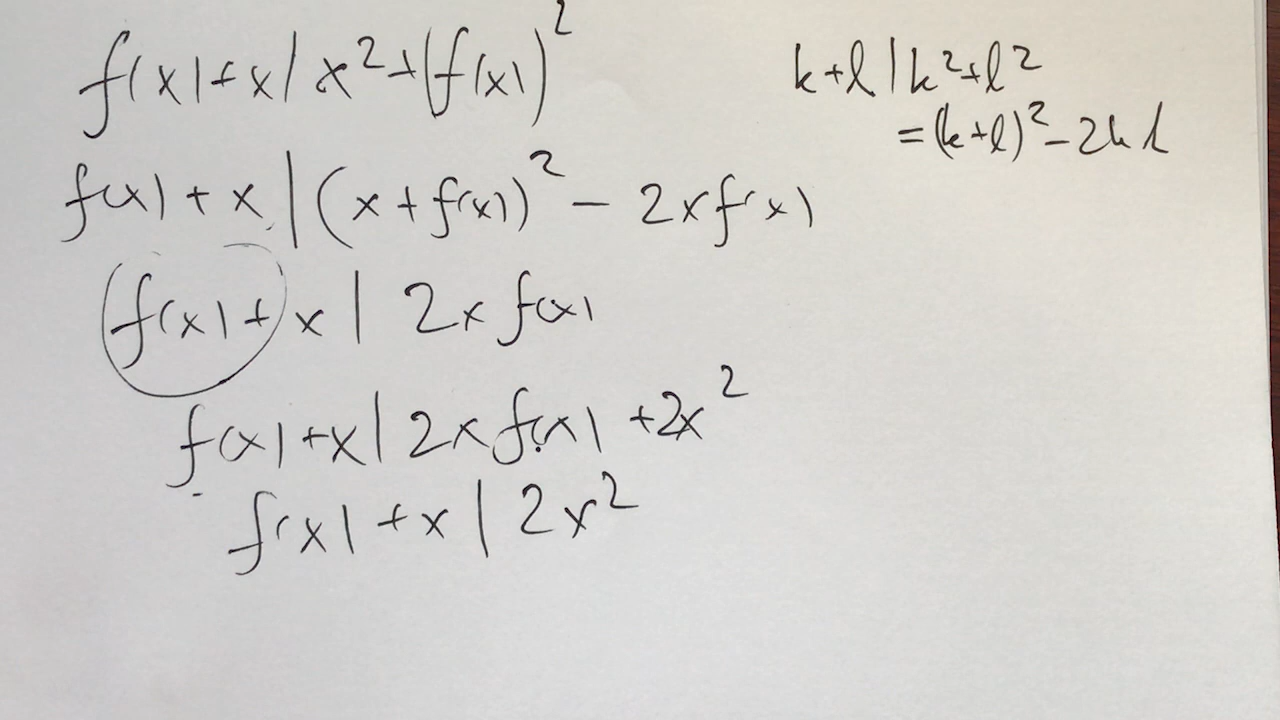 f(x)+x | x²+(f(x))²
k+l | k²+l²
=(k+l)²-2kl
f(x)+x | (x+f(x))²-2xf(x)
f(x)+x | 2xf(x)
f(x)+x | 2xf(x)+2x²
f(x)+x | 2x²